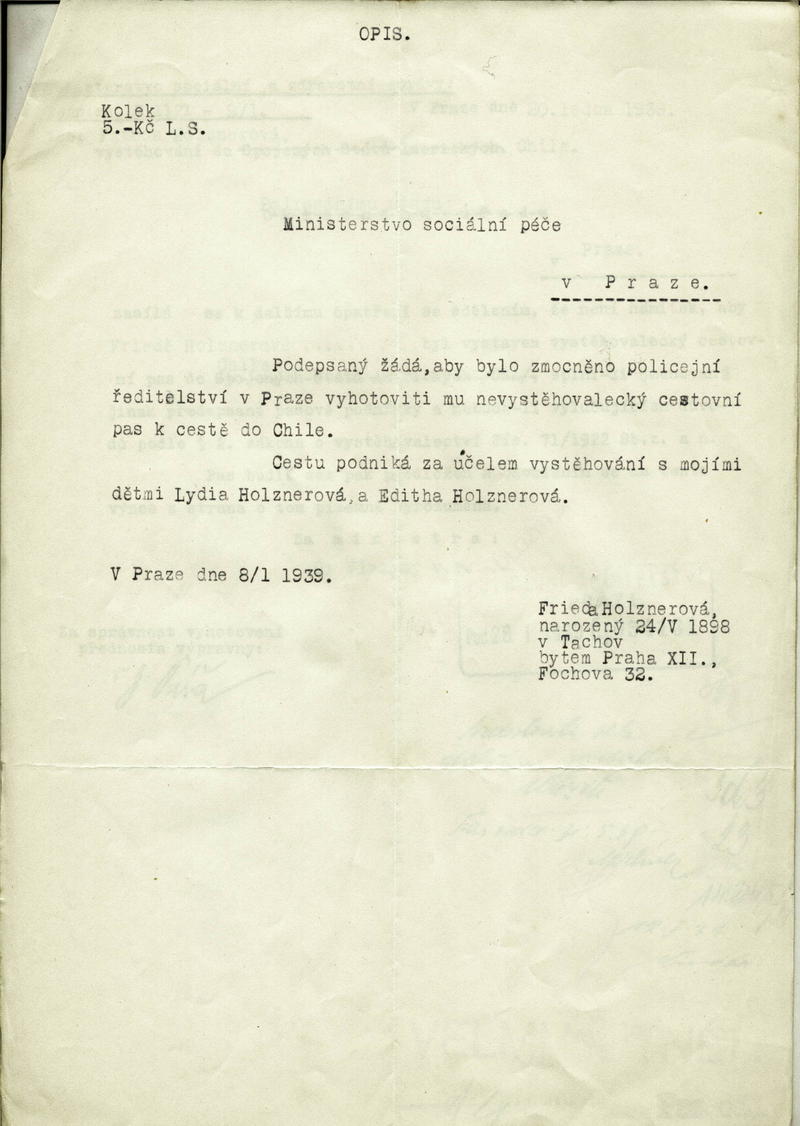 OPIS.
Kolek
5.-Kč L.S.
Ministerstvo sociální péče
v P r a z e.
Podepsaný žádá,aby bylo zmocněno policejní
ředitelství v Praze vyhotoviti mu nevystěhovalecký cestovní
pas k cestě do Chile.
Cestu podniká za účelem vystěhování s mojími
dětmi Lydia Holznerová,a Editha Holznerová.
V Praze dne 8/1 1939.
Frieda Holznerová,
narozený 24/V 1898
v Tachov
bytem Praha XII.,
Fochova 32.